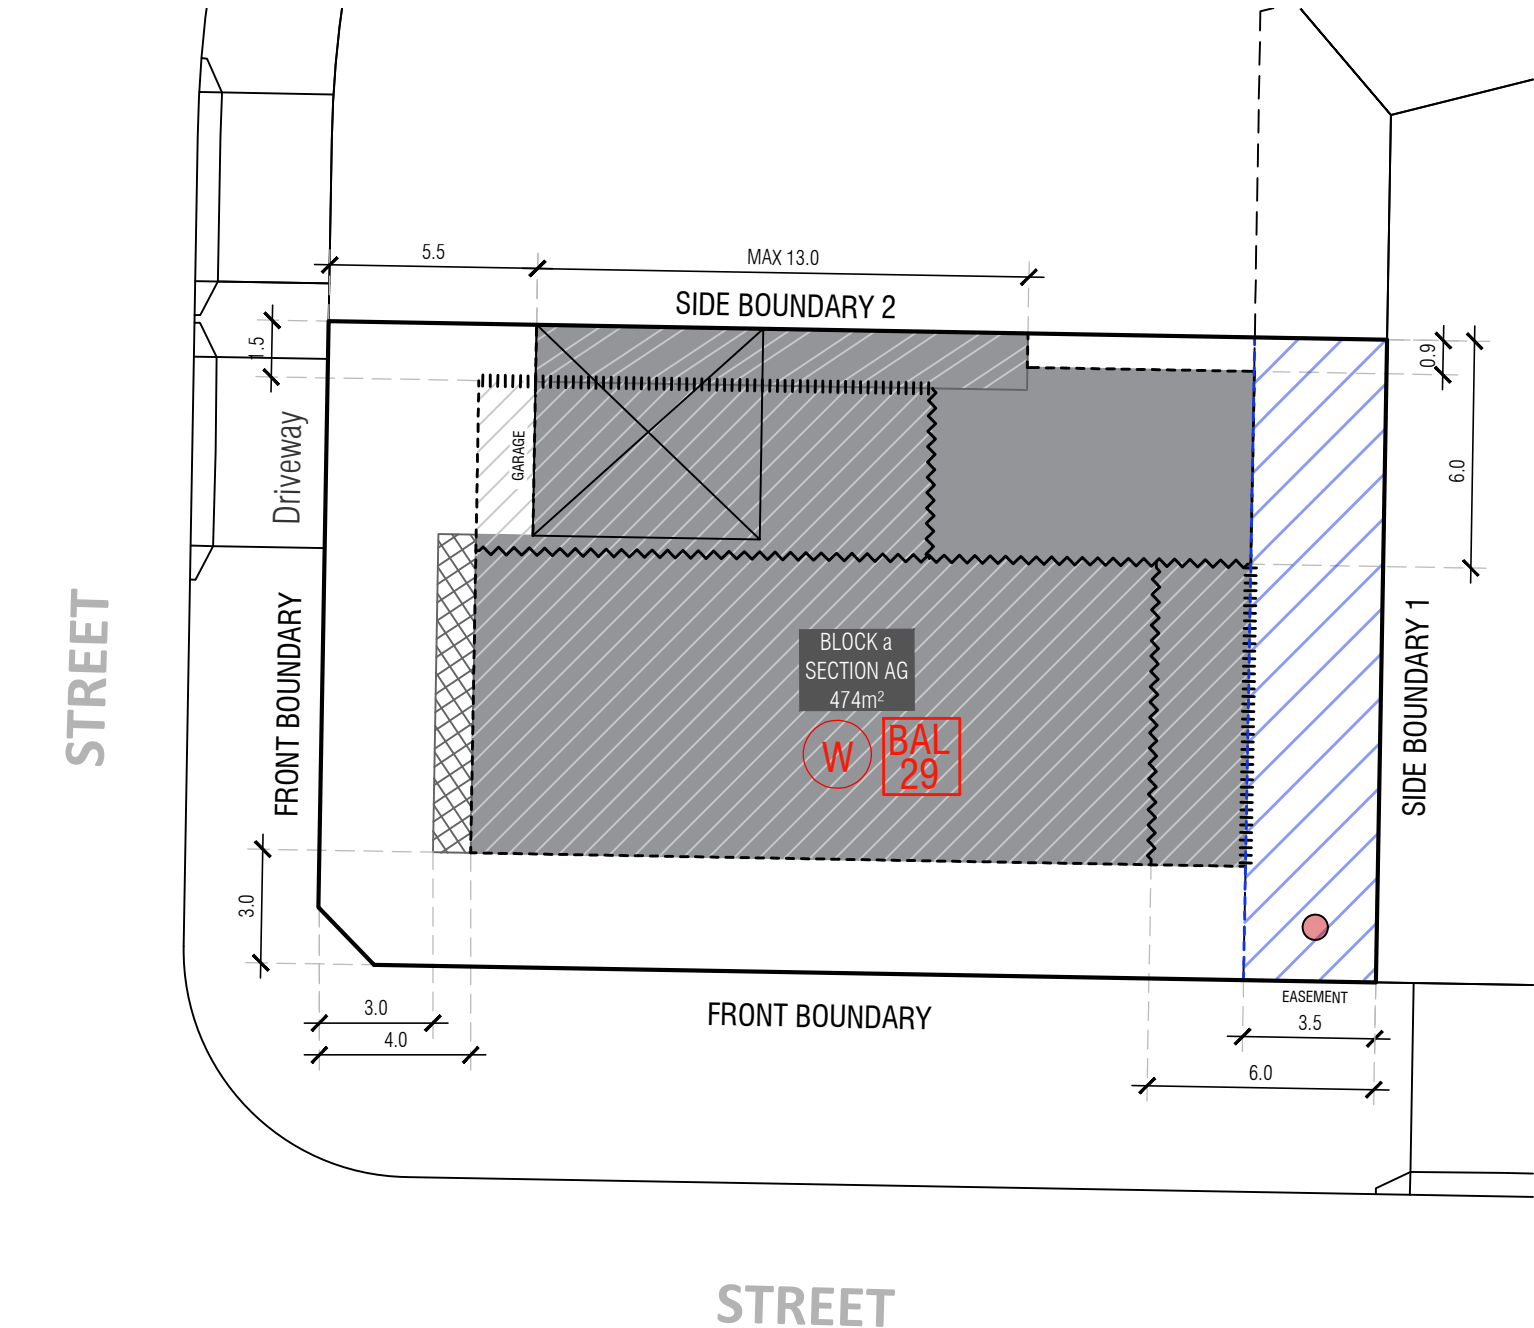 5.5
MAX 13.0
SIDE BOUNDARY 2
1.5
0.9
6.0
Driveway
GARAGE
STREET
FRONT BOUNDARY
BLOCK a
SECTION AG
474m²
W
BAL
29
SIDE BOUNDARY 1
3.0
FRONT BOUNDARY
EASEMENT
3.0
3.5
4.0
6.0
STREET